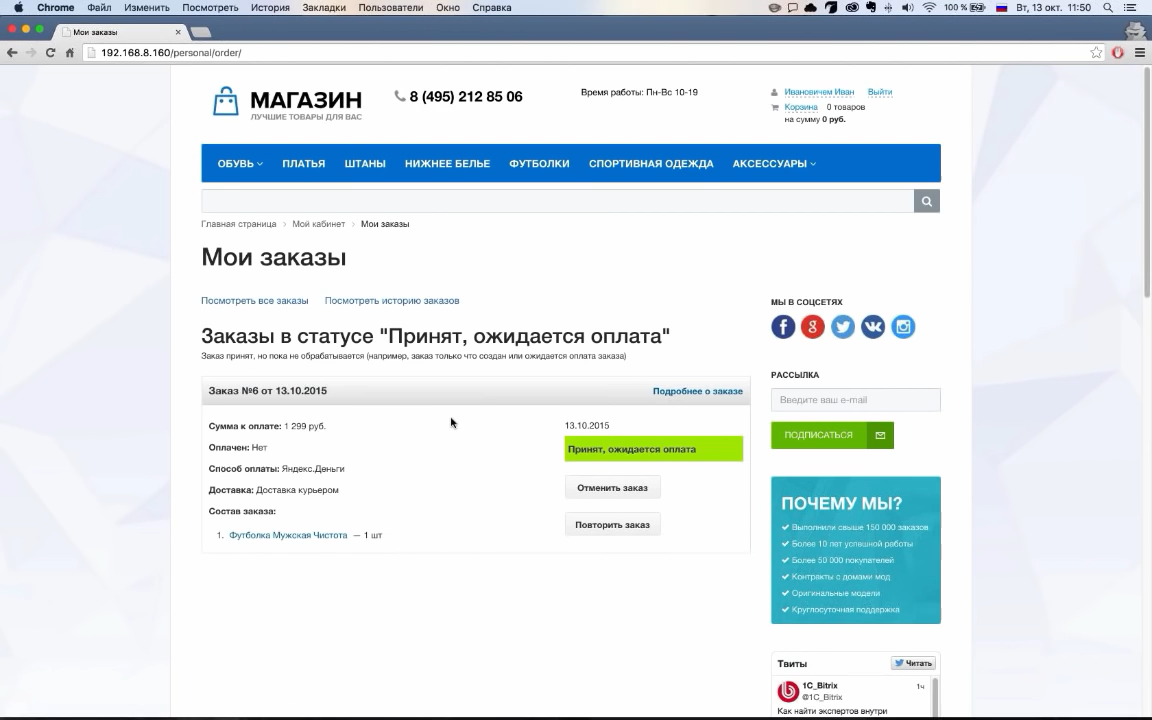 Chrome Файл Изменить Посмотреть История Закладки Пользователи Окно Справка 100 % Вт, 13 окт. 11:50
Мои заказы
192.168.8.160/personal/order/
МАГАЗИН
ЛУЧШИЕ ТОВАРЫ ДЛЯ ВАС
8 (495) 212 85 06
Время работы: Пн-Вс 10-19
Ивановичем Иван Выйти
Корзина 0 товаров
на сумму 0 руб.
ОБУВЬ ПЛАТЬЯ ШТАНЫ НИЖНЕЕ БЕЛЬЕ ФУТБОЛКИ СПОРТИВНАЯ ОДЕЖДА АКСЕССУАРЫ
Главная страница > Мой кабинет > Мои заказы
Мои заказы
Посмотреть все заказы Посмотреть историю заказов
Заказы в статусе "Принят, ожидается оплата"
Заказ принят, но пока не обрабатывается (например, заказ только что создан или ожидается оплата заказа)
Заказ №6 от 13.10.2015 Подробнее о заказе
Сумма к оплате: 1 299 руб.
Оплачен: Нет
Способ оплаты: Яндекс.Деньги
Доставка: Доставка курьером
Состав заказа:
1. Футболка Мужская Чистота — 1 шт
13.10.2015
Принят, ожидается оплата
Отменить заказ
Повторить заказ
МЫ В СОЦСЕТЯХ
РАССЫЛКА
Введите ваш e-mail
ПОДПИСАТЬСЯ
ПОЧЕМУ МЫ?
Выполнили свыше 150 000 заказов
Более 10 лет успешной работы
Более 50 000 покупателей
Контракты с домами мод
Оригинальные модели
Круглосуточная поддержка
Твиты Читать
1C_Bitrix 1ч
@1C_Bitrix
Как найти экспертов внутри